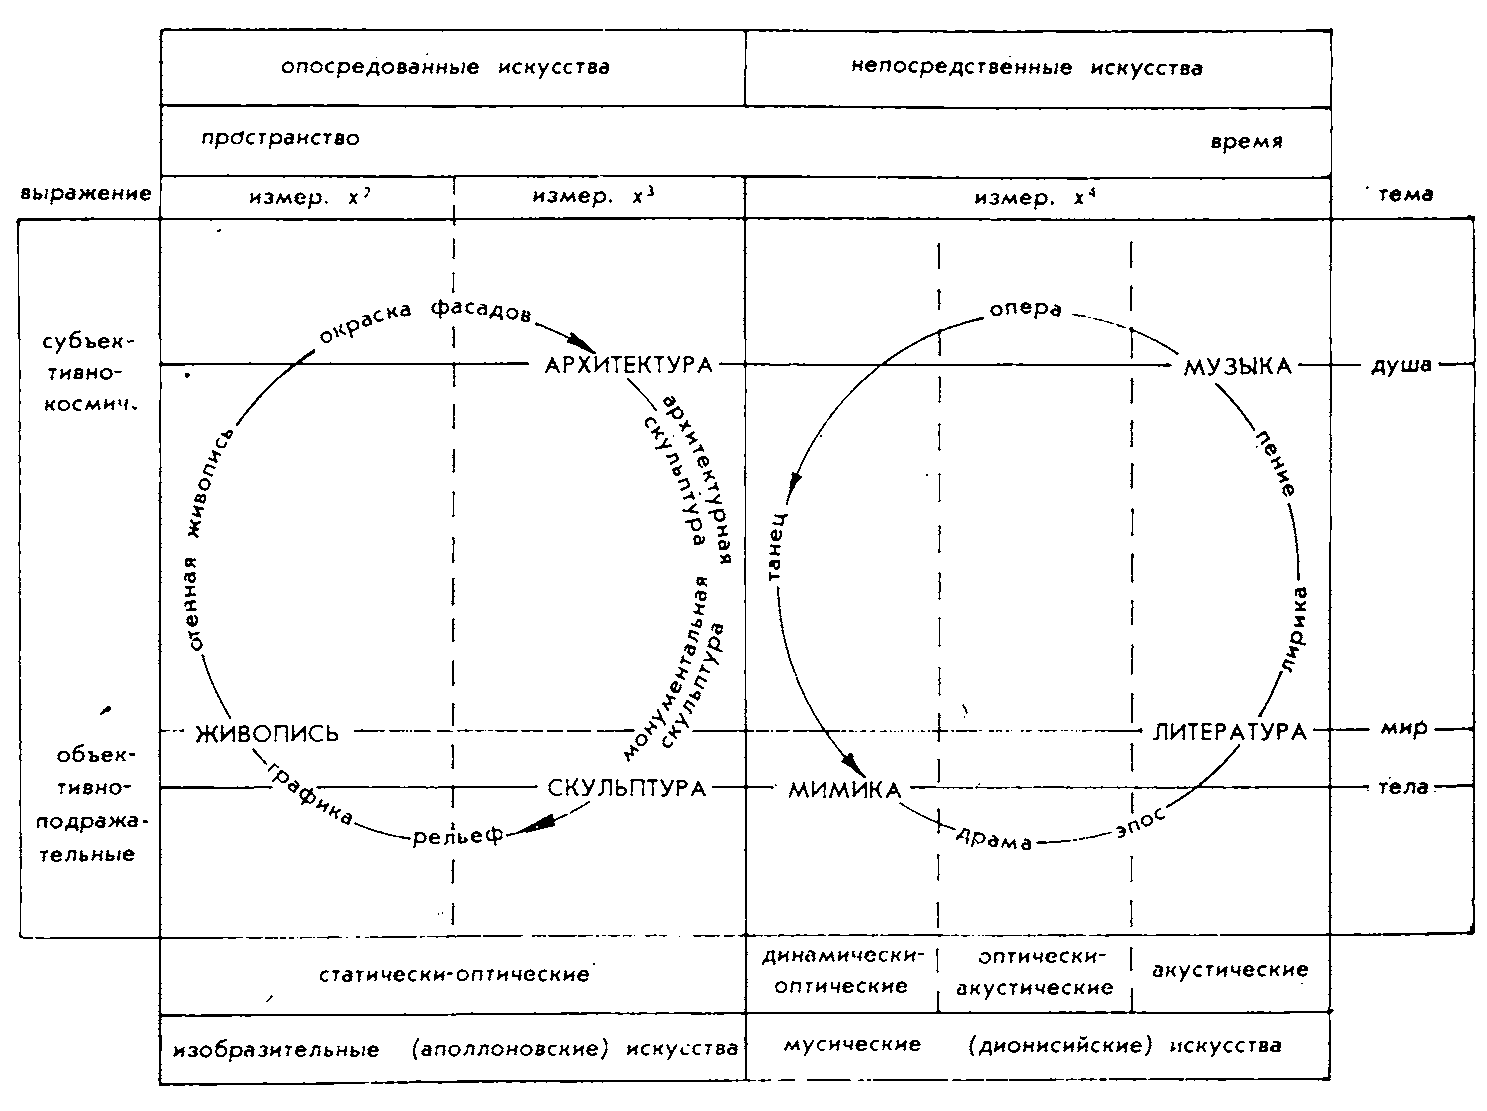 опосредованные искусства
непосредственные искусства
пространство
время
выражение
измер. x²
измер. x³
измер. x⁴
тема
субъек-
тивно-
космич.
окраска фасадов
опера
АРХИТЕКТУРА
МУЗЫКА
душа
архитектурная
скульптура
пение
стенная живопись
танец
монументальная
скульптура
лирика
ЖИВОПИСЬ
ЛИТЕРАТУРА
мир
объек-
тивно-
подража-
тельные
графика
СКУЛЬПТУРА
МИМИКА
тела
рельеф
драма
эпос
статически-оптические
динамически-
оптические
оптически-
акустические
акустические
изобразительные (аполлоновские) искусства
мусические (дионисийские) искусства